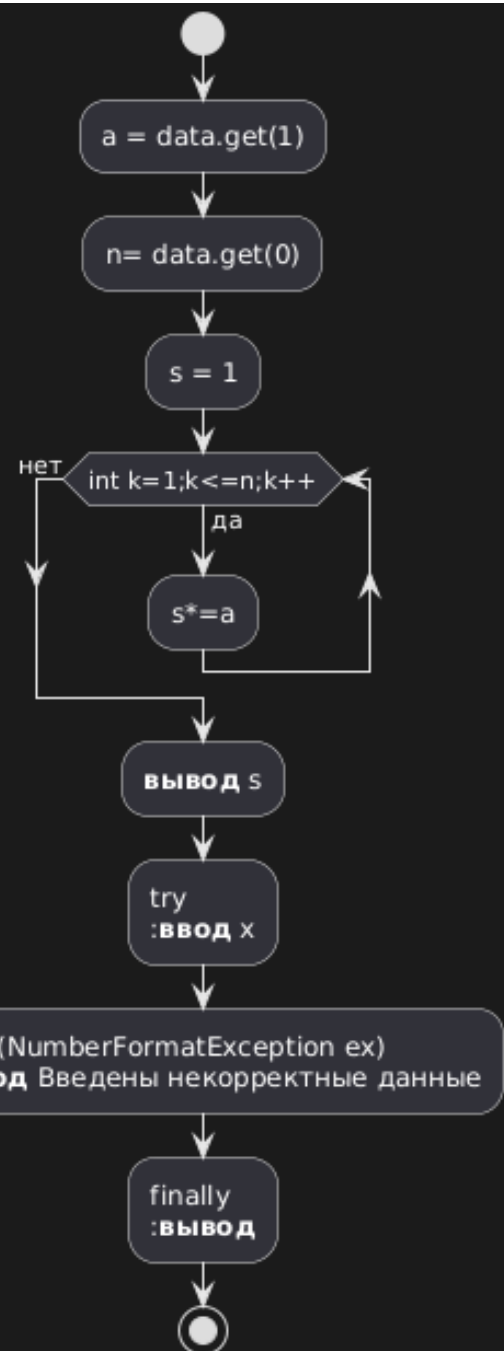 a = data.get(1)
n= data.get(0)
s = 1
нет
int k=1;k<=n;k++
да
s*=a
вывод s
try
:ввод x
(NumberFormatException ex)
Введены некорректные данные
finally
:вывод